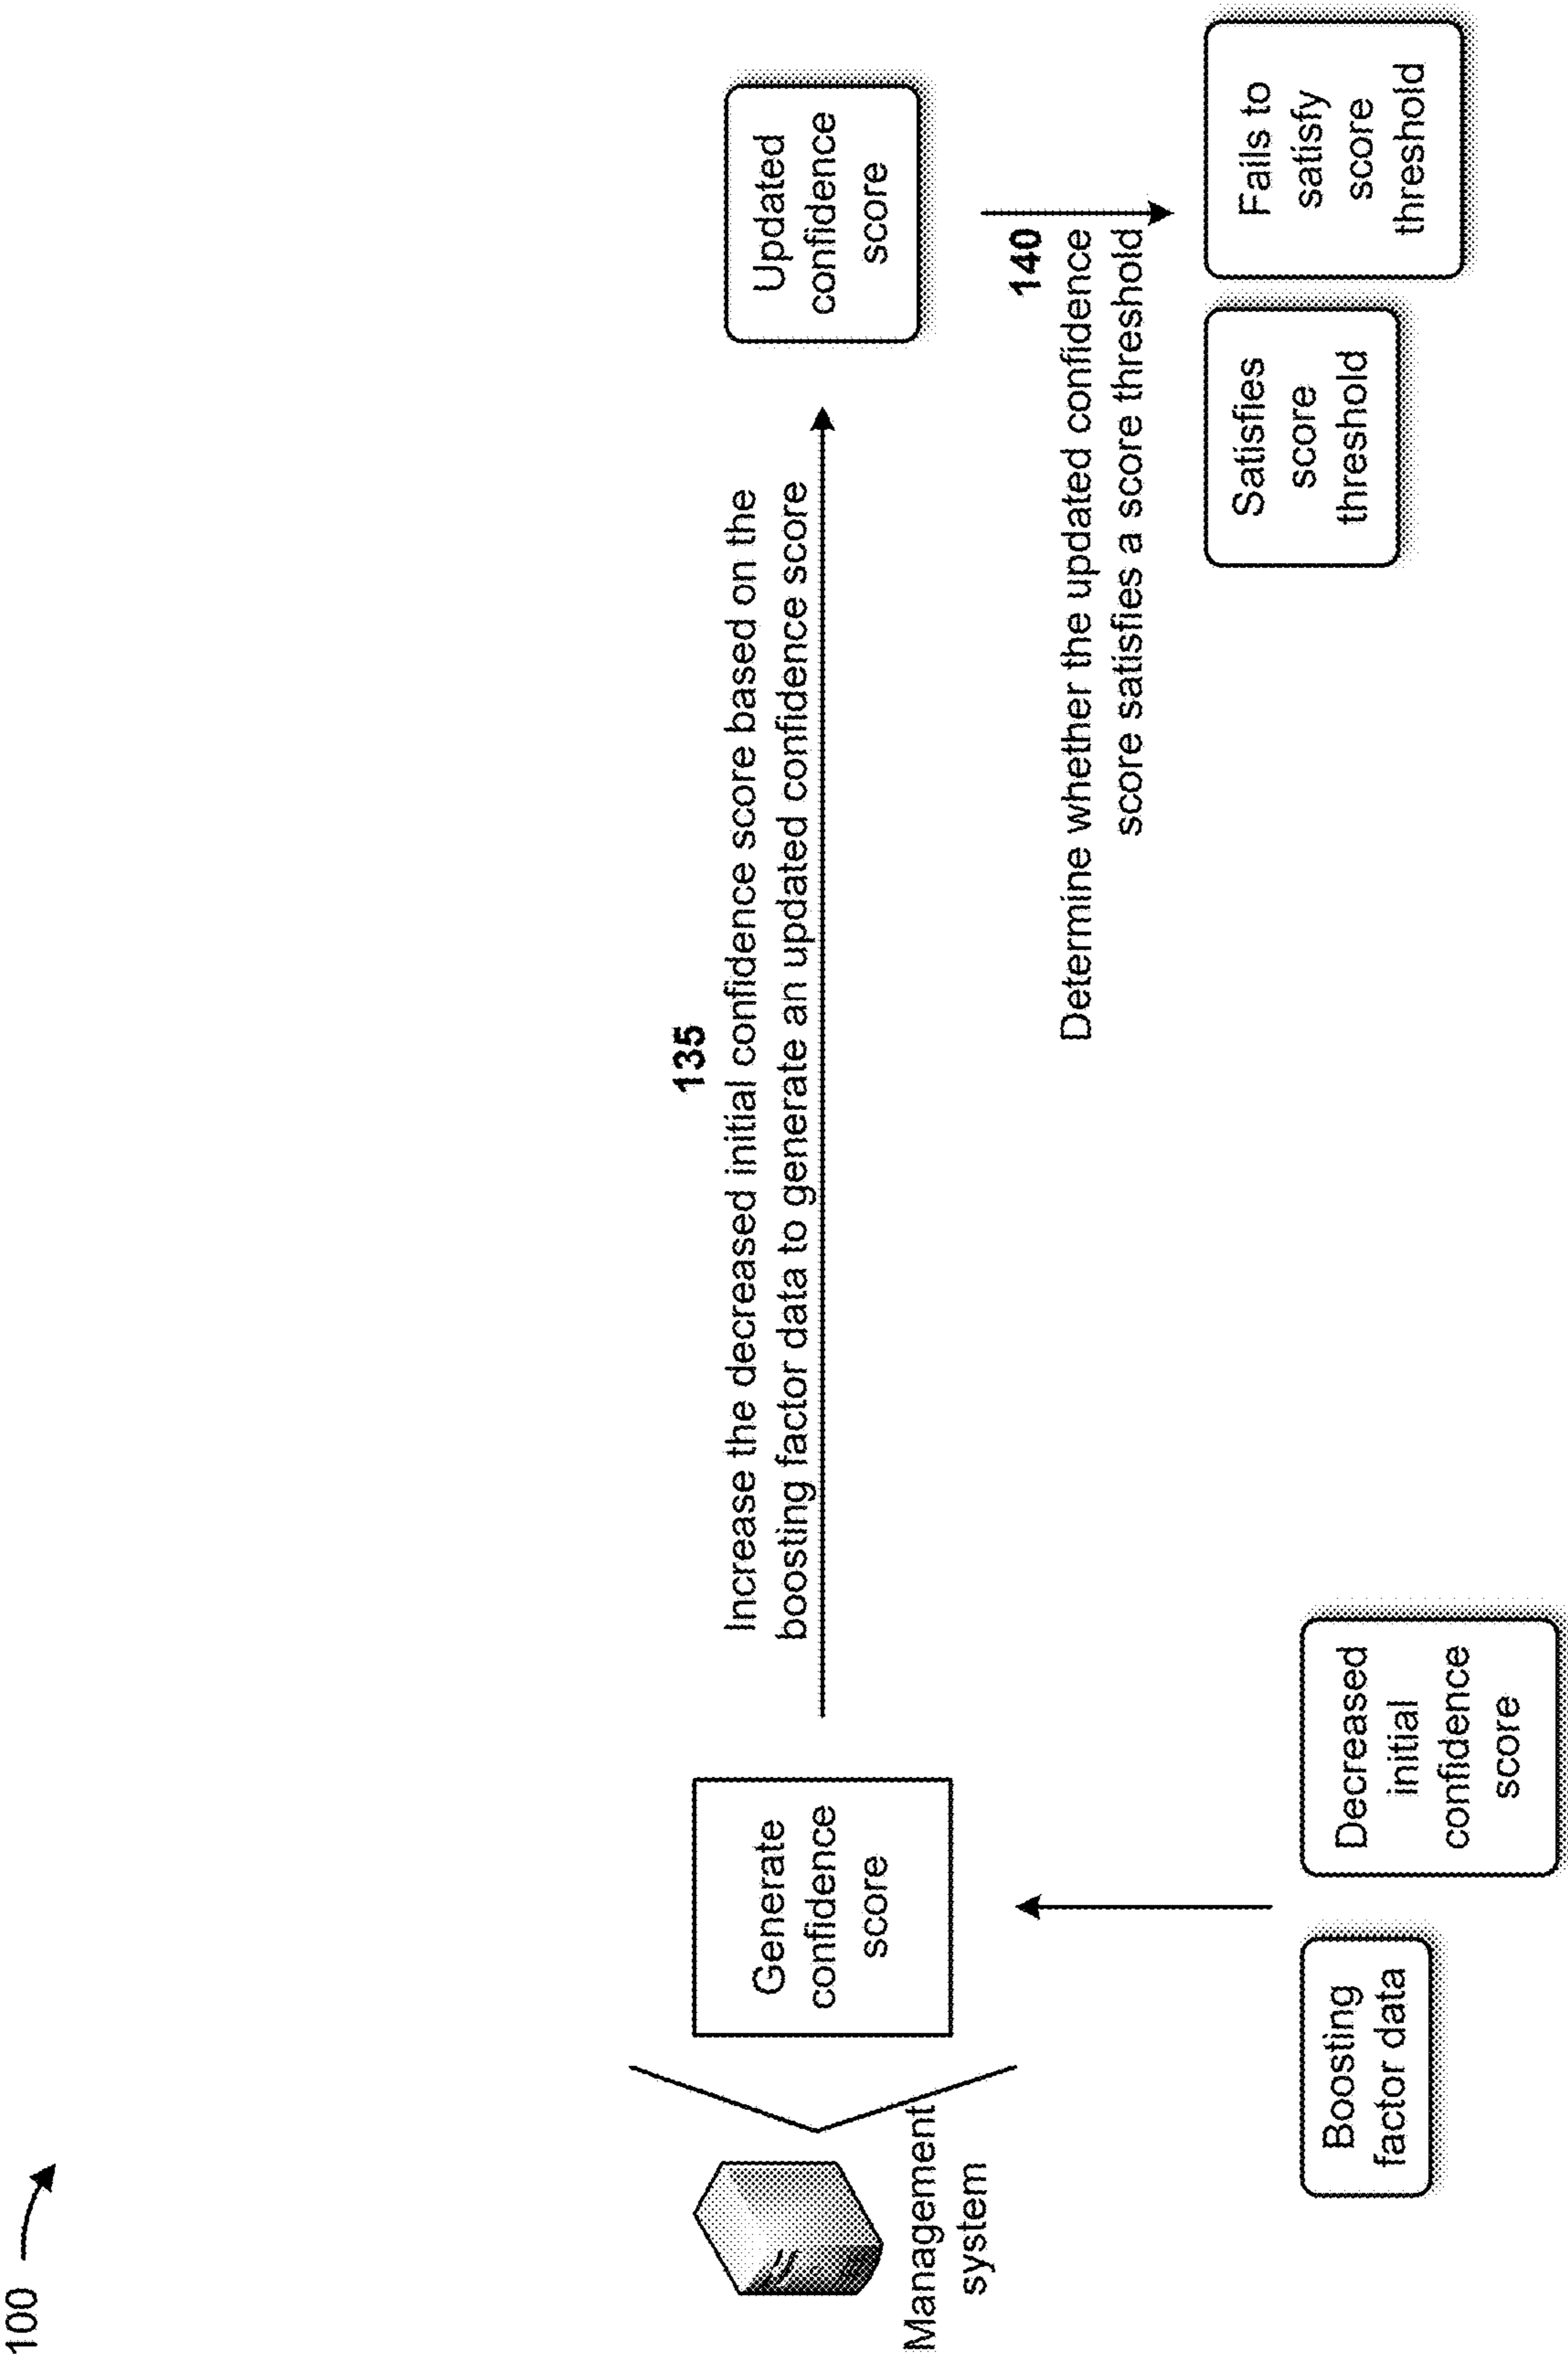 100
135
Increase the decreased initial confidence score based on the
boosting factor data to generate an updated confidence score
Management
system
Generate
confidence
score
Updated
confidence
score
140
Determine whether the updated confidence
score satisfies a score threshold
Boosting
factor data
Decreased
initial
confidence
score
Satisfies
score
threshold
Fails to
satisfy
score
threshold